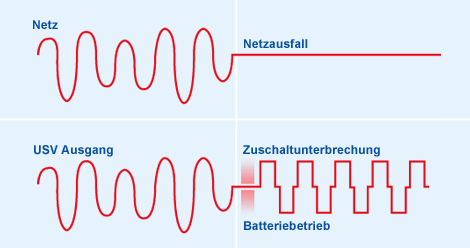 Netz
Netzausfall
USV Ausgang
Zuschaltunterbrechung
Batteriebetrieb